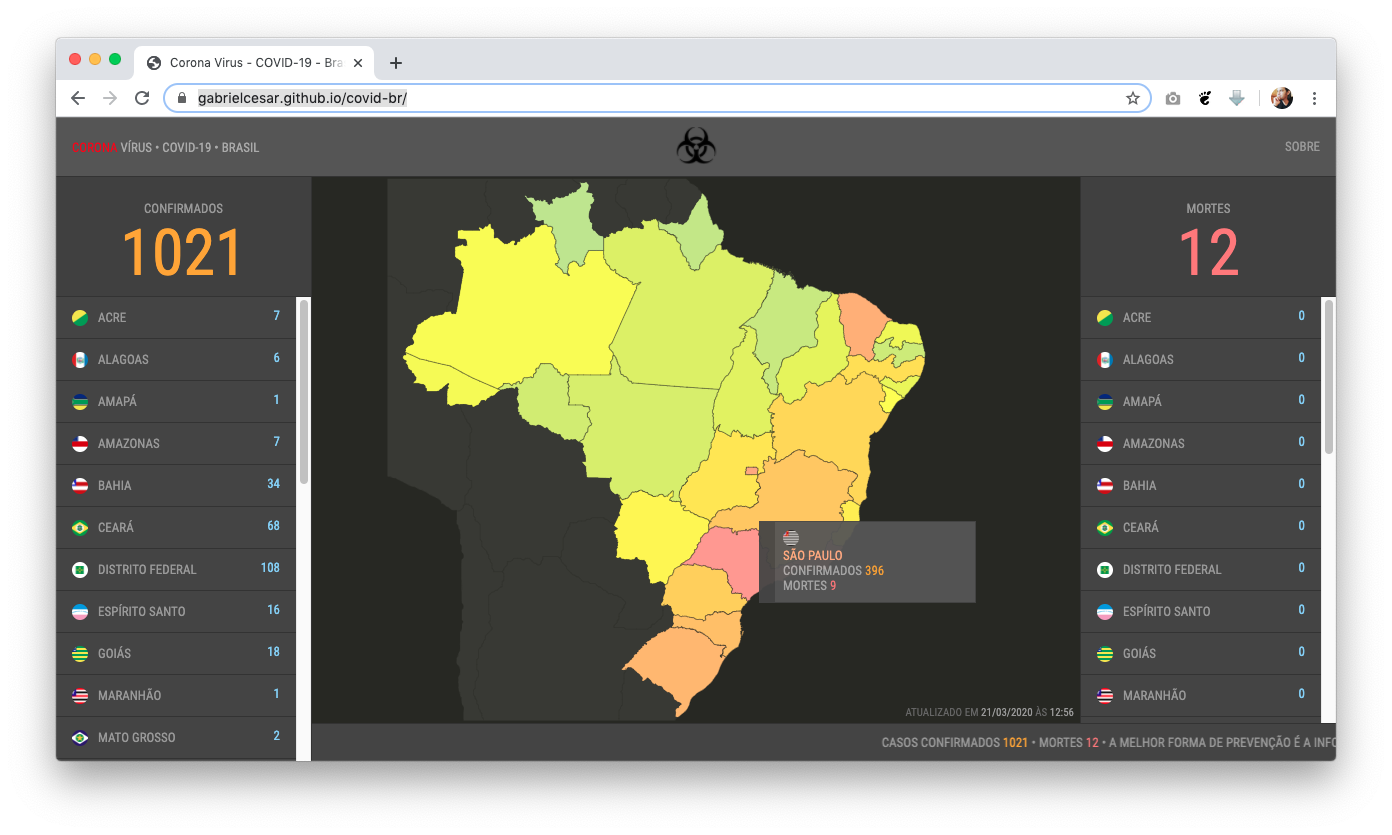 Corona Virus - COVID-19 - Bra
gabrielcesar.github.io/covid-br/
CORONA VÍRUS • COVID-19 • BRASIL
SOBRE
CONFIRMADOS
1021
ACRE 7
ALAGOAS 6
AMAPÁ 1
AMAZONAS 7
BAHIA 34
CEARÁ 68
DISTRITO FEDERAL 108
ESPÍRITO SANTO 16
GOIÁS 18
MARANHÃO 1
MATO GROSSO 2
SÃO PAULO
CONFIRMADOS 396
MORTES 9
ATUALIZADO EM 21/03/2020 ÀS 12:56
MORTES
12
ACRE 0
ALAGOAS 0
AMAPÁ 0
AMAZONAS 0
BAHIA 0
CEARÁ 0
DISTRITO FEDERAL 0
ESPÍRITO SANTO 0
GOIÁS 0
MARANHÃO 0
CASOS CONFIRMADOS 1021 • MORTES 12 • A MELHOR FORMA DE PREVENÇÃO É A INFO